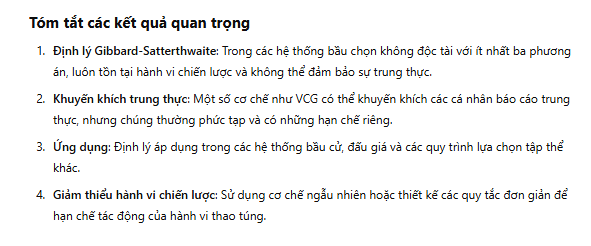 Tóm tắt các kết quả quan trọng
1. Định lý Gibbard-Satterthwaite: Trong các hệ thống bầu chọn không độc tài với ít nhất ba phương
án, luôn tồn tại hành vi chiến lược và không thể đảm bảo sự trung thực.
2. Khuyến khích trung thực: Một số cơ chế như VCG có thể khuyến khích các cá nhân báo cáo trung
thực, nhưng chúng thường phức tạp và có những hạn chế riêng.
3. Ứng dụng: Định lý áp dụng trong các hệ thống bầu cử, đấu giá và các quy trình lựa chọn tập thể
khác.
4. Giảm thiểu hành vi chiến lược: Sử dụng cơ chế ngẫu nhiên hoặc thiết kế các quy tắc đơn giản để
hạn chế tác động của hành vi thao túng.